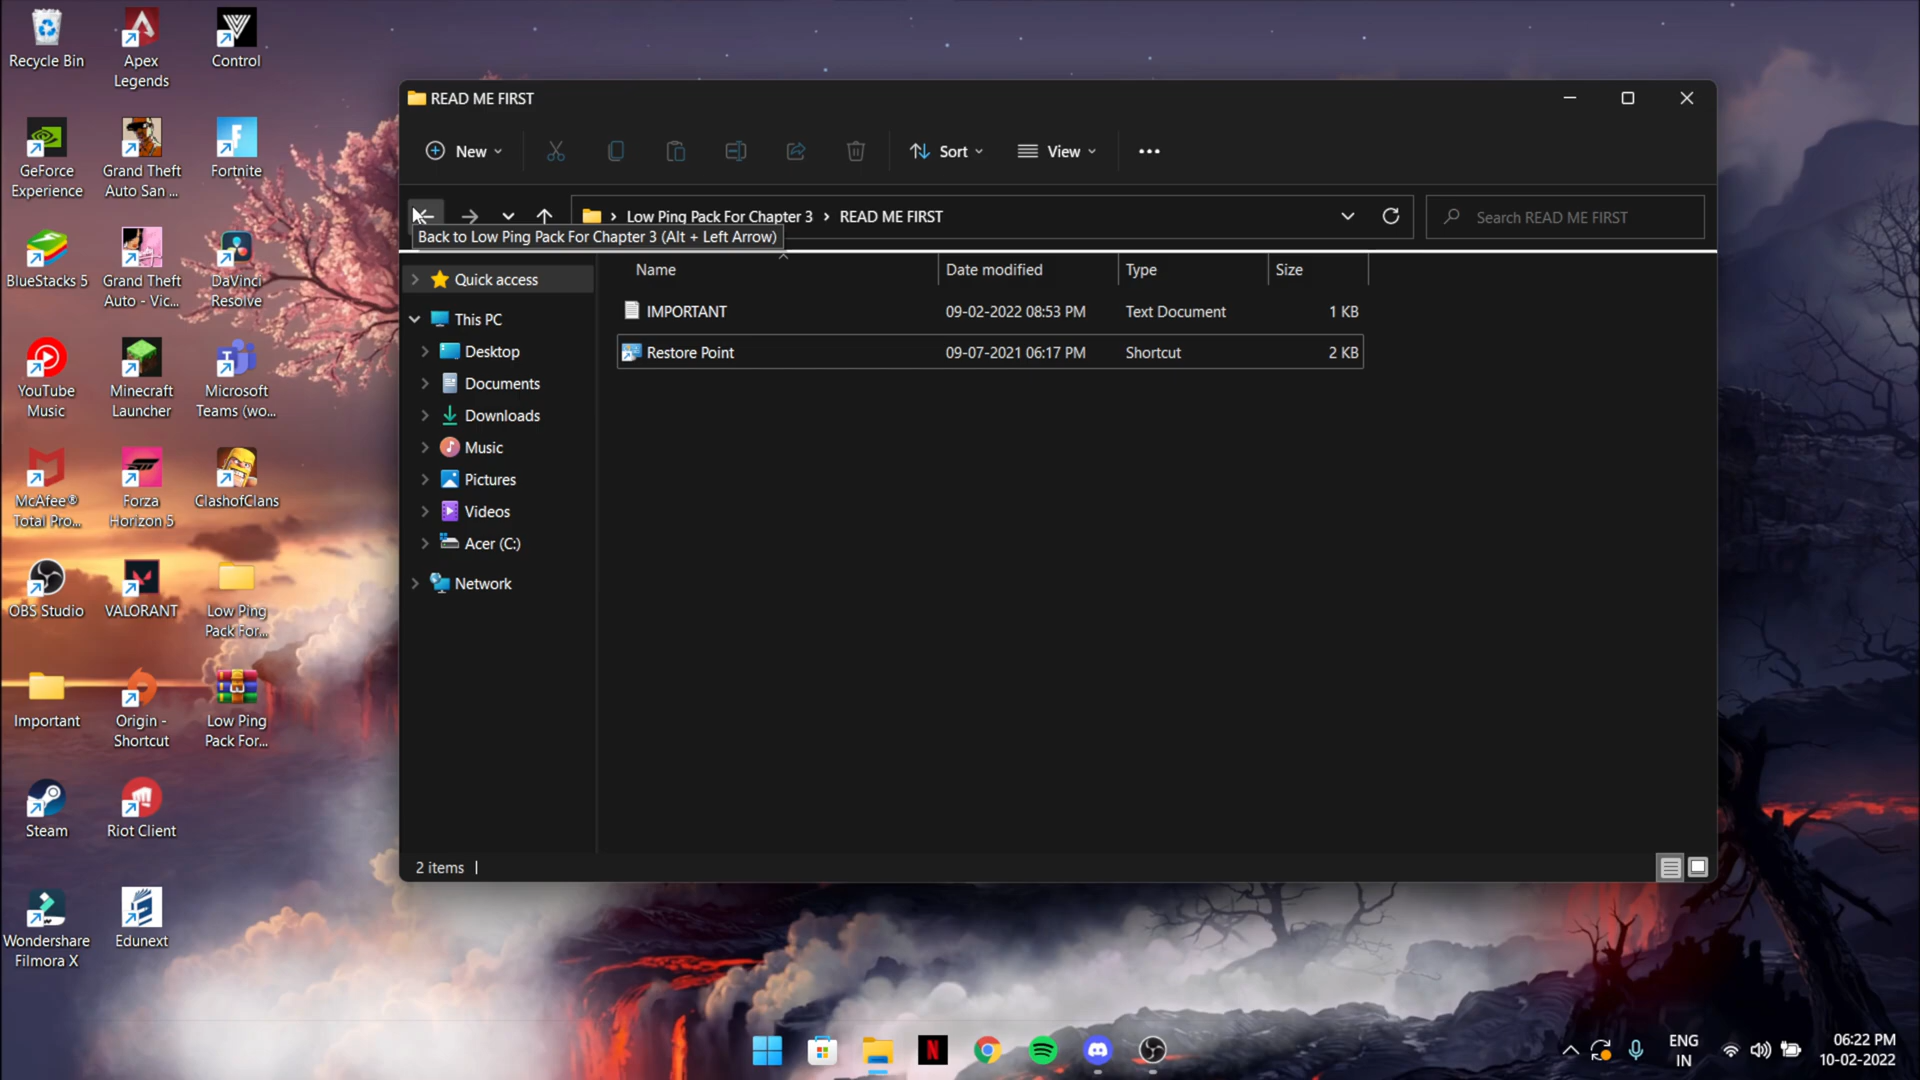 Recycle Bin
Apex
Legends
Control
GeForce
Experience
Grand Theft
Auto San ...
Fortnite
BlueStacks 5
Grand Theft
Auto - Vic...
DaVinci
Resolve
YouTube
Music
Minecraft
Launcher
Microsoft
Teams (wo...
McAfee®
Total Pro...
Forza
Horizon 5
ClashofClans
OBS Studio
VALORANT
Low Ping
Pack For...
Important
Origin -
Shortcut
Low Ping
Pack For...
Steam
Riot Client
Wondershare
Filmora X
Edunext
READ ME FIRST
New
Sort
View
Low Ping Pack For Chapter 3 › READ ME FIRST
Search READ ME FIRST
Back to Low Ping Pack For Chapter 3 (Alt + Left Arrow)
Quick access
This PC
Desktop
Documents
Downloads
Music
Pictures
Videos
Acer (C:)
Network
Name Date modified Type Size
IMPORTANT 09-02-2022 08:53 PM Text Document 1 KB
Restore Point 09-07-2021 06:17 PM Shortcut 2 KB
2 items
ENG
IN
06:22 PM
10-02-2022